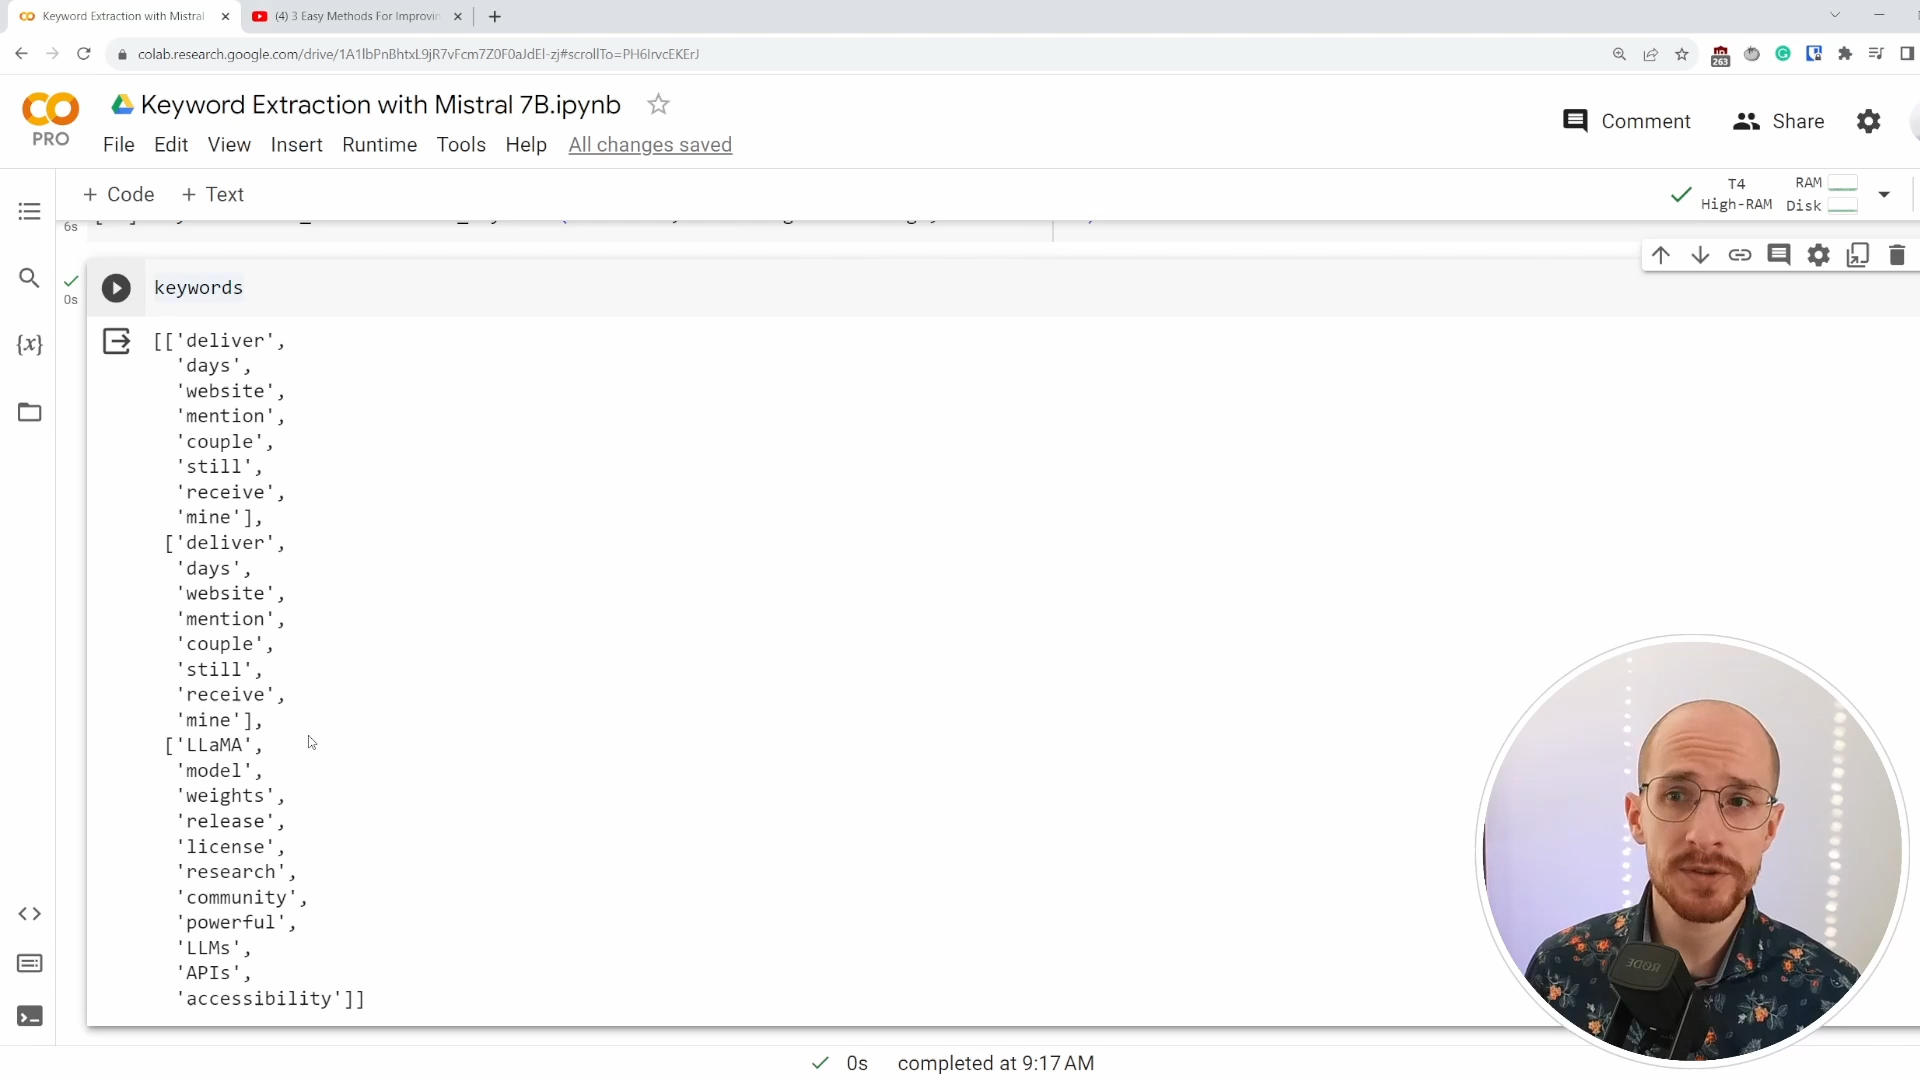 Keyword Extraction with Mistral
(4) 3 Easy Methods For Improvin
colab.research.google.com/drive/1A1lbPnBhtxL9jR7vFcm7Z0F0aJdEl-zj#scrollTo=PH6IrvcEKErJ
263
PRO
Keyword Extraction with Mistral 7B.ipynb
File Edit View Insert Runtime Tools Help All changes saved
Comment
Share
+ Code + Text
T4
High-RAM
RAM
Disk
6s
0s
keywords
[['deliver',
'days',
'website',
'mention',
'couple',
'still',
'receive',
'mine'],
['deliver',
'days',
'website',
'mention',
'couple',
'still',
'receive',
'mine'],
['LLaMA',
'model',
'weights',
'release',
'license',
'research',
'community',
'powerful',
'LLMs',
'APIs',
'accessibility']]
{x}
RØDE
0s completed at 9:17 AM